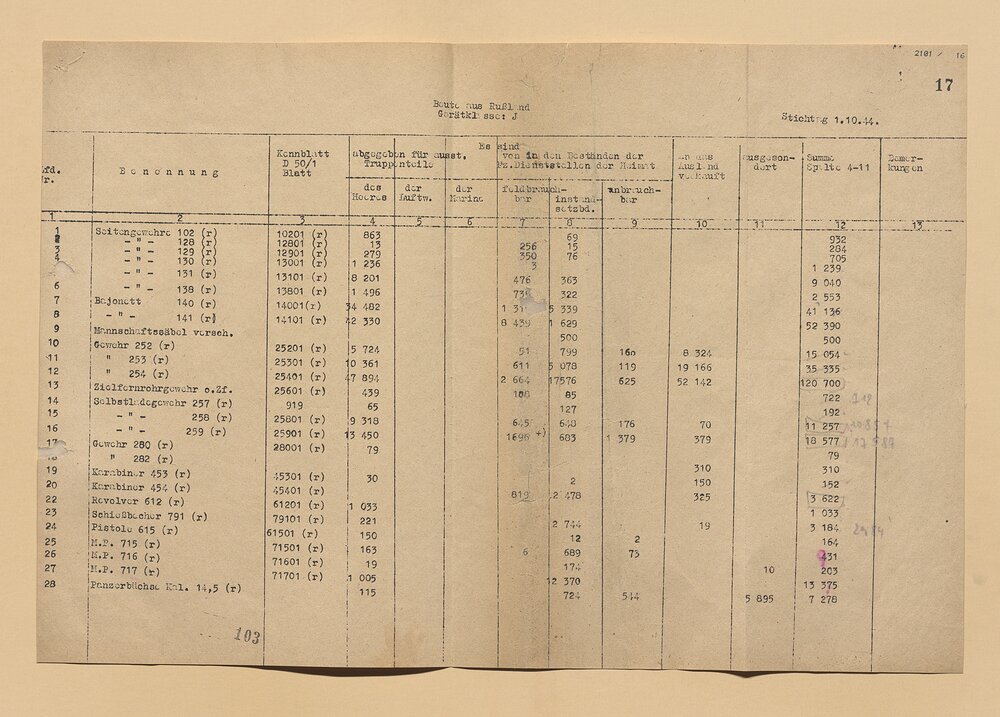 2101 / 16
17
Beute aus Rußland
Gerätklasse: J
Stichtag 1.10.44.
Es sind
Lfd. Nr. Benennung Kennblatt D 50/1 Blatt abgegeben für ausst. Truppenteile von in den Beständen der Pz.Dienststellen der Heimat an das Ausland verkauft ausgesondert Summe Spalte 4-11 Bemerkungen
des Heeres der Luftw. der Marine feldbrauchbar instandsetzbd. unbrauchbar
1 2 3 4 5 6 7 8 9 10 11 12 13
1 Seitengewehre 102 (r) 10201 (r) 863 69 932
2 – " – 128 (r) 12801 (r) 13 256 15 284
3 – " – 129 (r) 12901 (r) 279 350 76 705
4 – " – 130 (r) 13001 (r) 1 236 3 1 239
– " – 131 (r) 13101 (r) 8 201 476 363 9 040
6 – " – 138 (r) 13801 (r) 1 496 322 2 553
7 Bajonett 140 (r) 14001(r) 34 482 5 339 41 136
8 – " – 141 (r) 14101 (r) 42 330 8 439 1 629 52 390
9 Mannschaftssäbel versch. 500 500
10 Gewehr 252 (r) 25201 (r) 5 724 51 799 160 8 324 15 054
11 " 253 (r) 25301 (r) 10 361 611 5 078 119 19 166 35 335
12 " 254 (r) 25401 (r) 47 894 2 664 17576 625 52 142 120 700
13 Zielfernrohrgewehr o.Zf. 25601 (r) 439 85 722
14 Selbstladegewehr 257 (r) 919 65 127 192
15 – " – 258 (r) 25801 (r) 9 318 645 648 176 70 11 257
16 – " – 259 (r) 25901 (r) 13 450 1696 +) 683 1 379 379 18 577
17 Gewehr 280 (r) 28001 (r) 79 79
" 282 (r) 310 310
19 Karabiner 453 (r) 45301 (r) 30 2 150 152
20 Karabiner 454 (r) 45401 (r) 819 2 478 325 3 622
22 Revolver 612 (r) 61201 (r) 1 033 1 033
23 Schießbecher 791 (r) 79101 (r) 221 2 744 19 3 184
24 Pistole 615 (r) 61501 (r) 150 12 2 164
25 M.P. 715 (r) 71501 (r) 163 6 689 73 431
26 M.P. 716 (r) 71601 (r) 19 174 10 203
27 M.P. 717 (r) 71701 (r) 1 005 12 370 13 375
28 Panzerbüchse Kal. 14,5 (r) 115 724 544 5 895 7 278
103